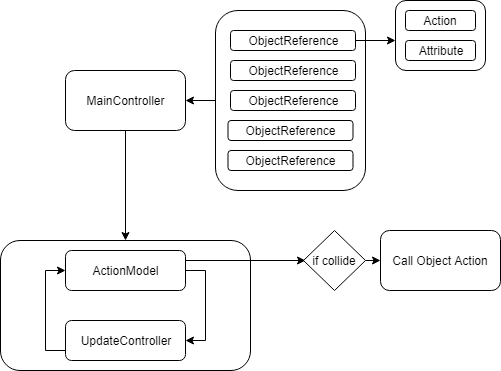 ObjectReference
ObjectReference
ObjectReference
ObjectReference
ObjectReference
Action
Attribute
MainController
ActionModel
UpdateController
if collide
Call Object Action